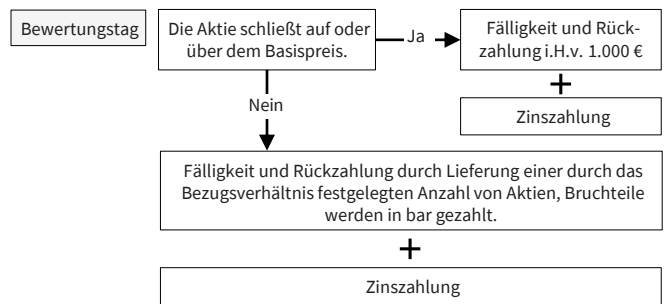 Bewertungstag
Die Aktie schließt auf oder
über dem Basispreis.
Ja
Fälligkeit und Rück-
zahlung i.H.v. 1.000 €
+
Zinszahlung
Nein
Fälligkeit und Rückzahlung durch Lieferung einer durch das
Bezugsverhältnis festgelegten Anzahl von Aktien, Bruchteile
werden in bar gezahlt.
+
Zinszahlung